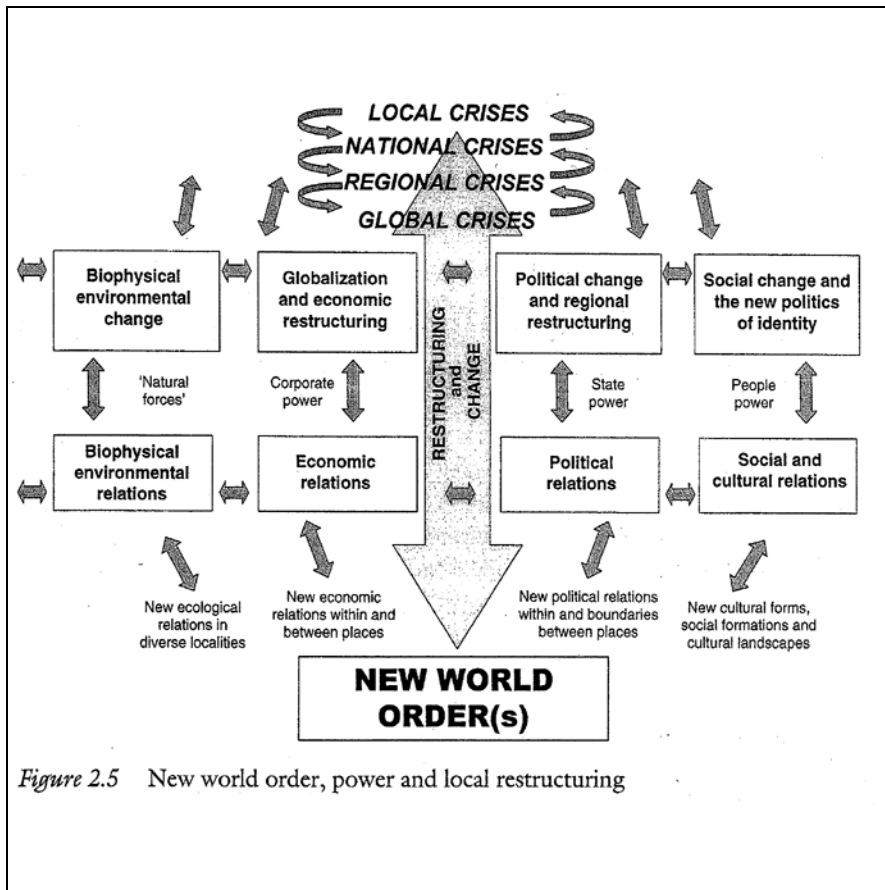 LOCAL CRISES
NATIONAL CRISES
REGIONAL CRISES
GLOBAL CRISES
Biophysical
environmental
change
Globalization
and economic
restructuring
Political change
and regional
restructuring
Social change and
the new politics
of identity
RESTRUCTURING
and
CHANGE
'Natural
forces'
Corporate
power
State
power
People
power
Biophysical
environmental
relations
Economic
relations
Political
relations
Social and
cultural relations
New ecological
relations in
diverse localities
New economic
relations within and
between places
New political relations
within and boundaries
between places
New cultural forms,
social formations and
cultural landscapes
NEW WORLD
ORDER(s)
Figure 2.5 New world order, power and local restructuring